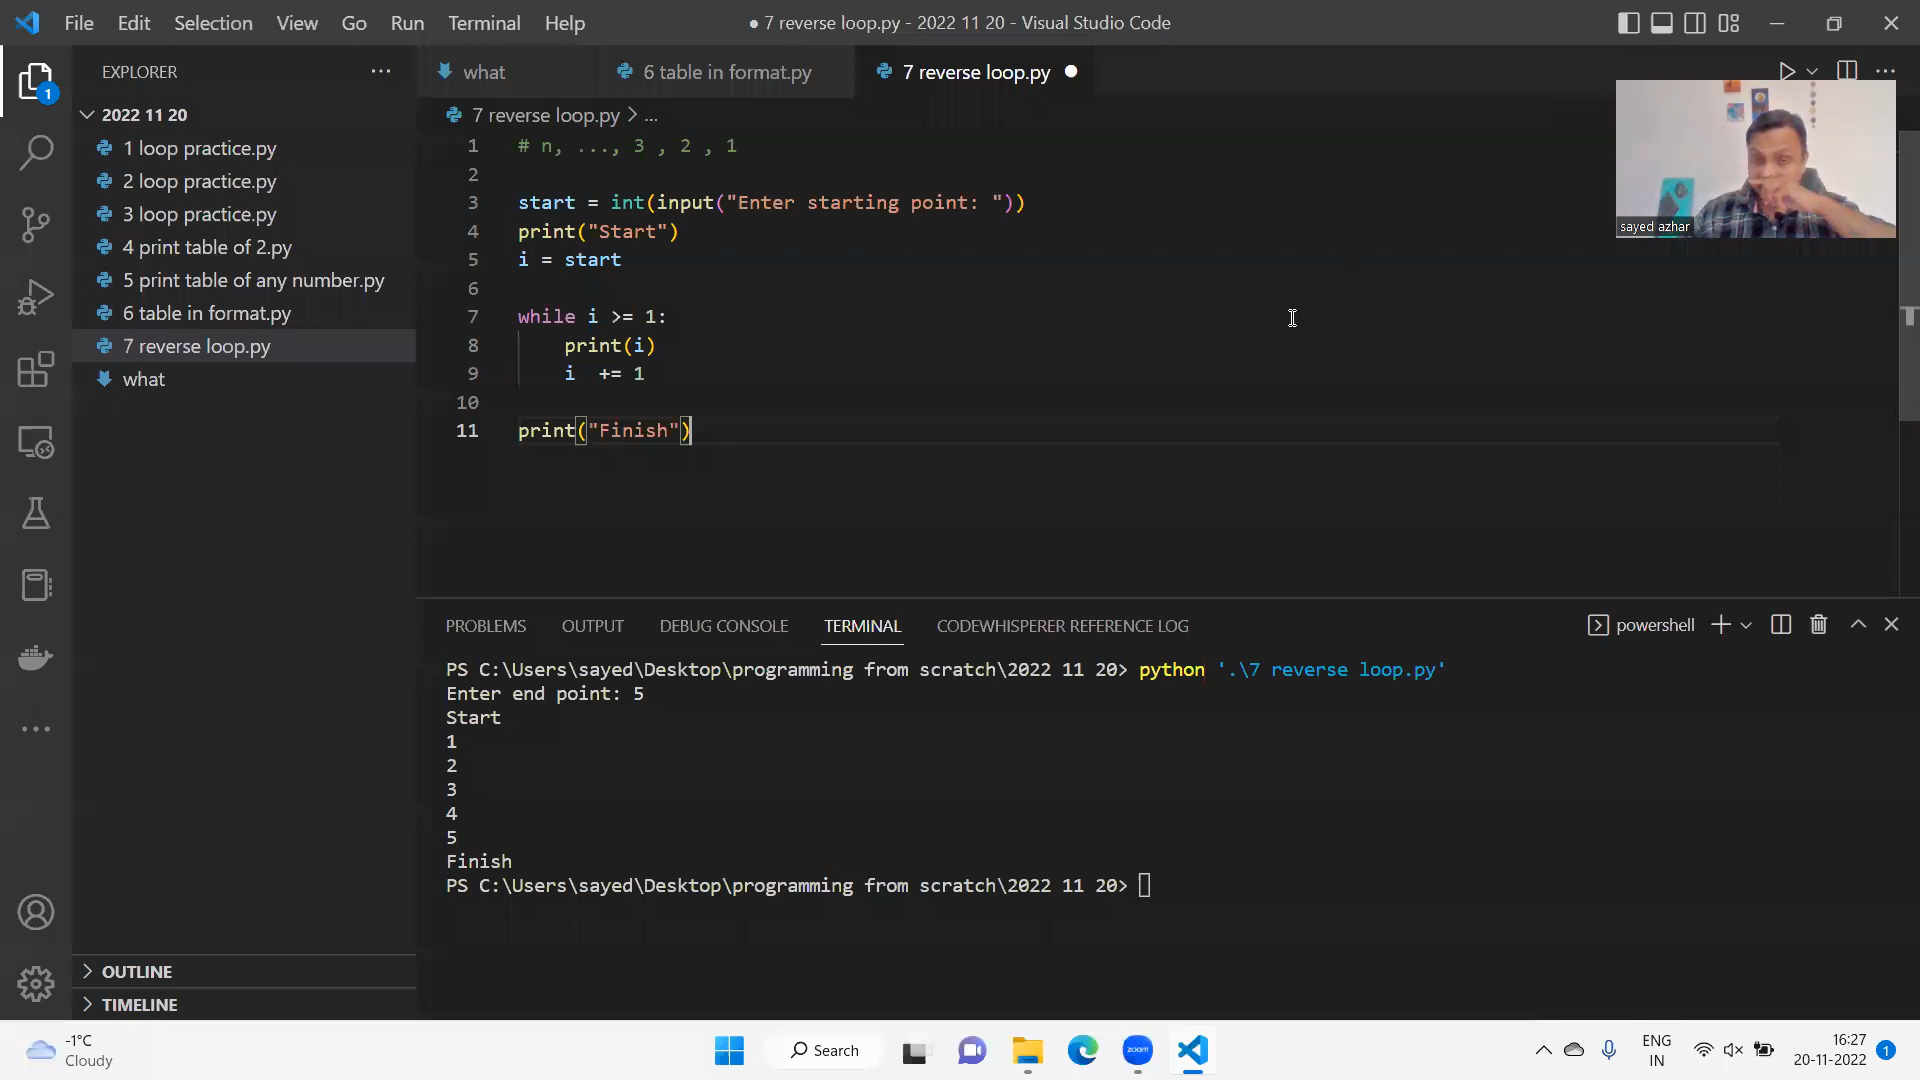 File Edit Selection View Go Run Terminal Help
● 7 reverse loop.py - 2022 11 20 - Visual Studio Code
EXPLORER
1
2022 11 20
1 loop practice.py
2 loop practice.py
3 loop practice.py
4 print table of 2.py
5 print table of any number.py
6 table in format.py
7 reverse loop.py
what
OUTLINE
TIMELINE
what
6 table in format.py
7 reverse loop.py
7 reverse loop.py > ...
1 # n, ..., 3 , 2 , 1
2
3 start = int(input("Enter starting point: "))
4 print("Start")
5 i = start
6
7 while i >= 1:
8     print(i)
9     i  += 1
10
11 print("Finish")
sayed azhar
PROBLEMS OUTPUT DEBUG CONSOLE TERMINAL CODEWHISPERER REFERENCE LOG
powershell
PS C:\Users\sayed\Desktop\programming from scratch\2022 11 20> python '.\7 reverse loop.py'
Enter end point: 5
Start
1
2
3
4
5
Finish
PS C:\Users\sayed\Desktop\programming from scratch\2022 11 20>
-1°C
Cloudy
Search
zoom
ENG
IN
16:27
20-11-2022
1